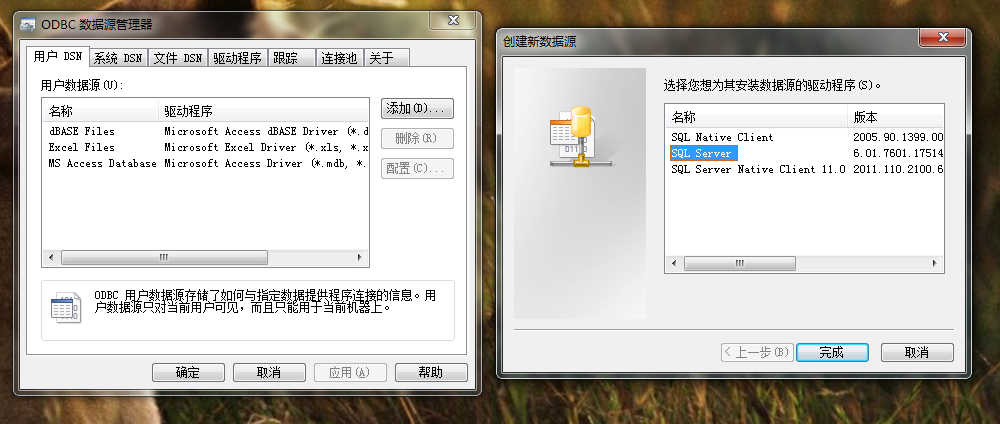 ODBC 数据源管理器
用户 DSN 系统 DSN 文件 DSN 驱动程序 跟踪 连接池 关于
用户数据源(U):
名称 驱动程序
dBASE Files Microsoft Access dBASE Driver (*.d
Excel Files Microsoft Excel Driver (*.xls, *.x
MS Access Database Microsoft Access Driver (*.mdb, *.
添加(D)...
删除(R)
配置(C)...
ODBC 用户数据源存储了如何与指定数据提供程序连接的信息。用
户数据源只对当前用户可见，而且只能用于当前机器上。
确定 取消 应用(A) 帮助
创建新数据源
选择您想为其安装数据源的驱动程序(S)。
名称 版本
SQL Native Client 2005.90.1399.00
SQL Server 6.01.7601.17514
SQL Server Native Client 11.0 2011.110.2100.6
01110
< 上一步(B) 完成 取消